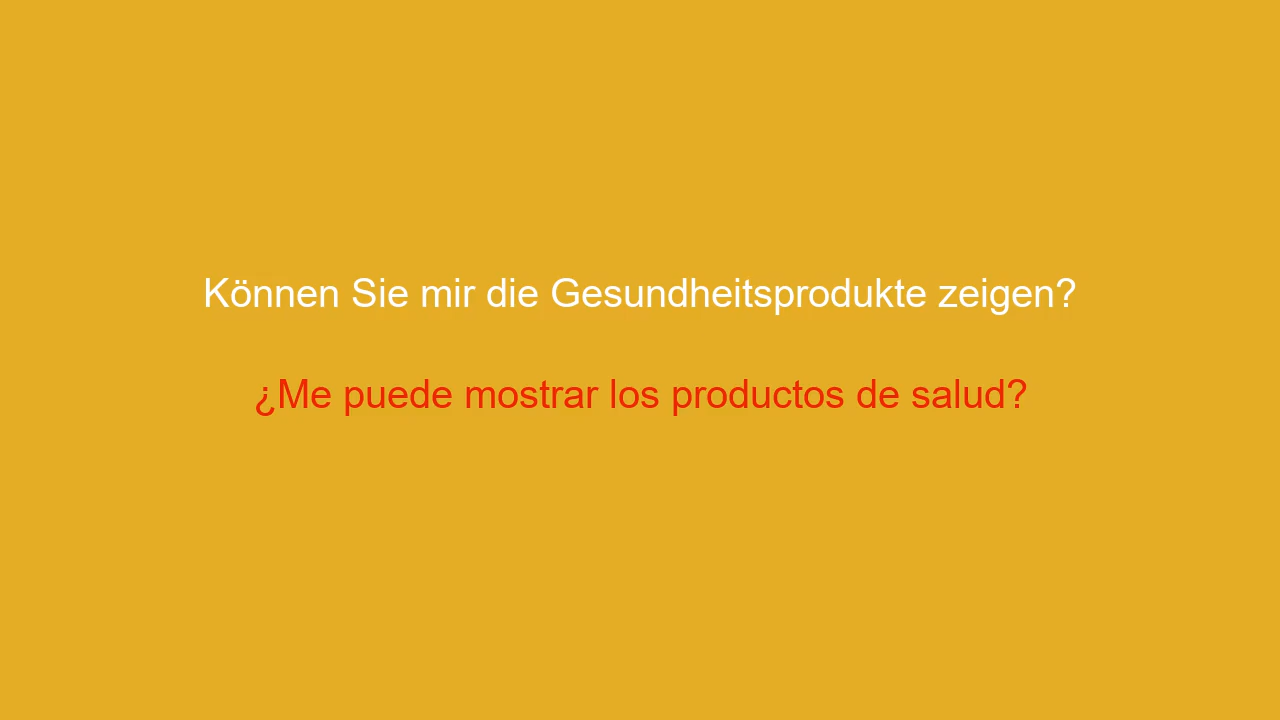 Können Sie mir die Gesundheitsprodukte zeigen?
¿Me puede mostrar los productos de salud?